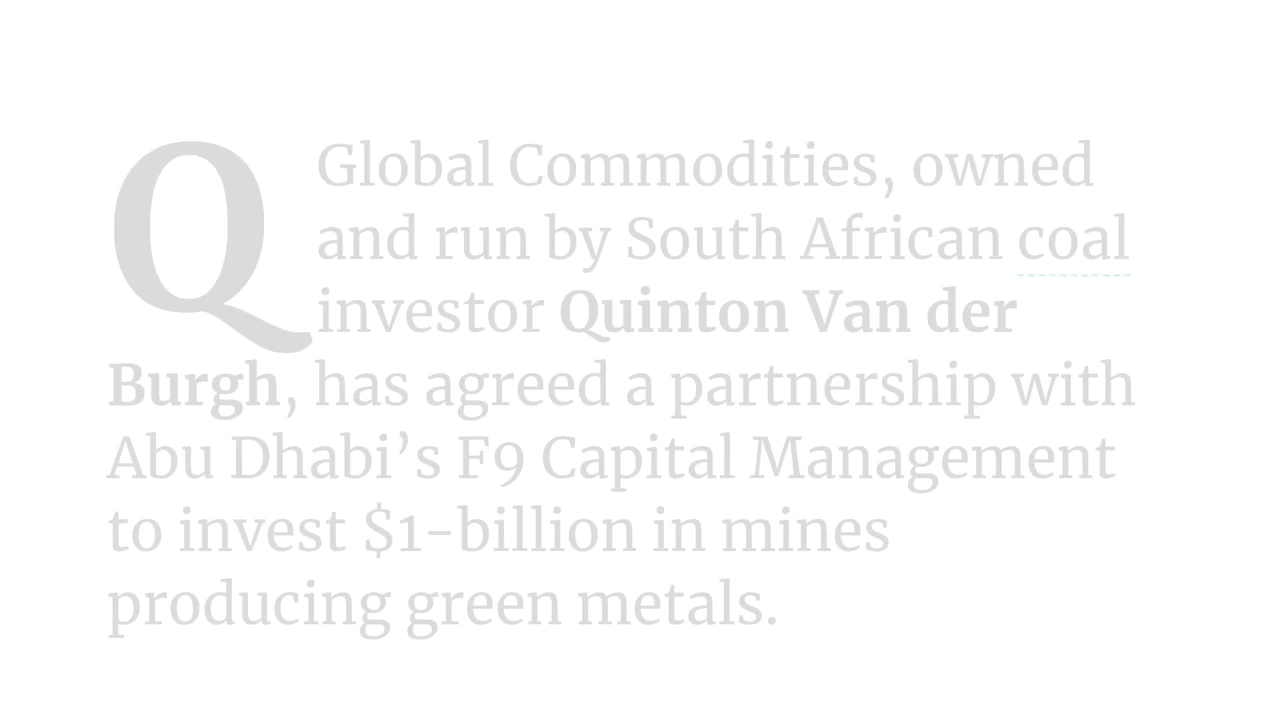 Q Global Commodities, owned
and run by South African coal
investor Quinton Van der
Burgh, has agreed a partnership with
Abu Dhabi’s F9 Capital Management
to invest $1-billion in mines
producing green metals.